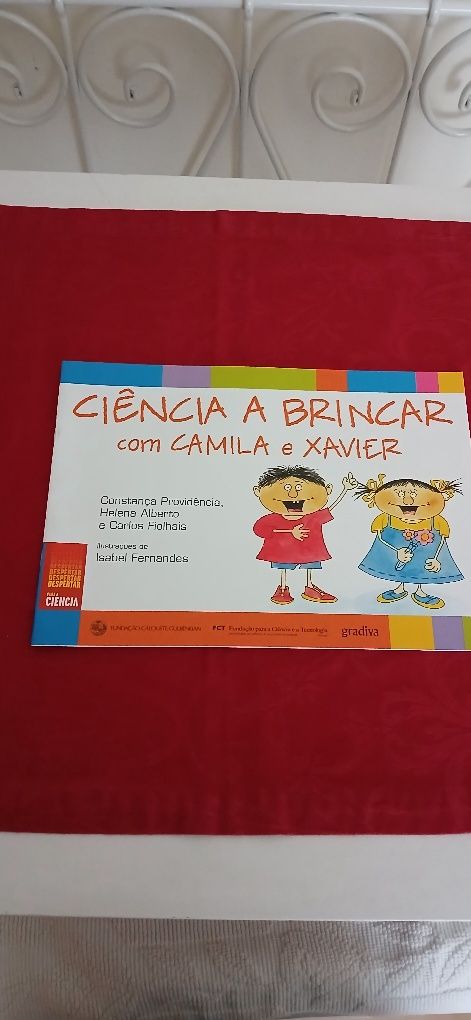 CIÊNCIA A BRINCAR
com CAMILA e XAVIER
Constança Providência,
Helena Alberto
e Carlos Fiolhais
ilustrações de
Isabel Fernandes
DESPERTAR
DESPERTAR
DESPERTAR
PARA A
CIÊNCIA
FUNDAÇÃO CALOUSTE GULBENKIAN
FCT Fundação para a Ciência e a Tecnologia
gradiva